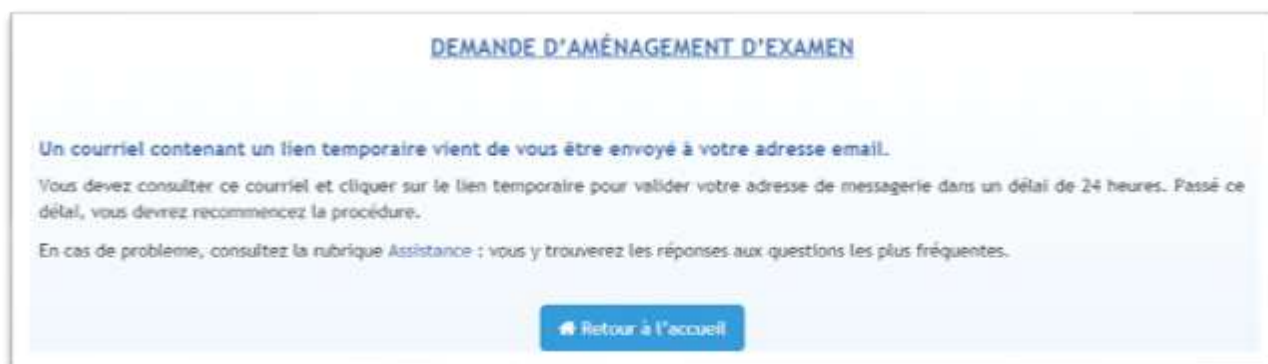 DEMANDE D'AMÉNAGEMENT D'EXAMEN
Un courriel contenant un lien temporaire vient de vous être envoyé à votre adresse email.
Vous devez consulter ce courriel et cliquer sur le lien temporaire pour valider votre adresse de messagerie dans un délai de 24 heures. Passé ce
délai, vous devrez recommencez la procédure.
En cas de probleme, consultez la rubrique Assistance : vous y trouverez les réponses aux questions les plus fréquentes.
Retour à l'accueil